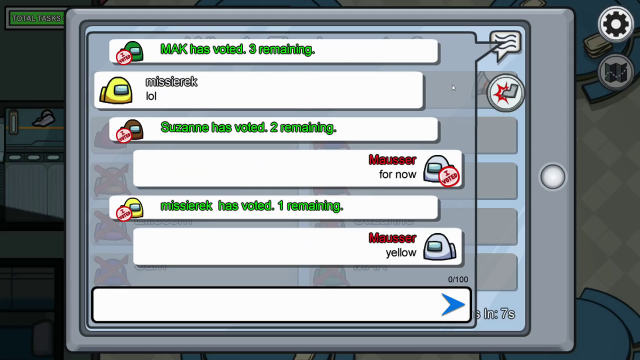 TOTAL TASKS
MAK has voted. 3 remaining.
missierek
lol
Suzanne has voted. 2 remaining.
Mausser
for now
I VOTED
missierek has voted. 1 remaining.
Mausser
yellow
0/100
s In: 7s